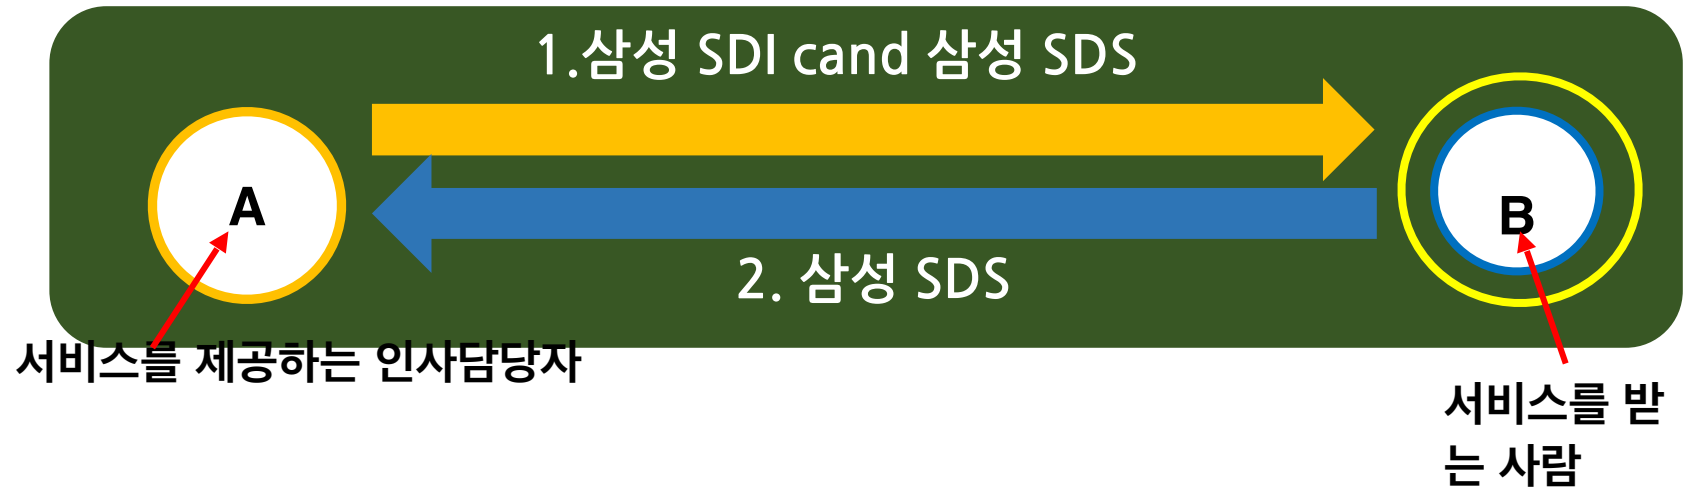 1.삼성 SDI cand 삼성 SDS
A
B
2. 삼성 SDS
서비스를 제공하는 인사담당자
서비스를 받
는 사람